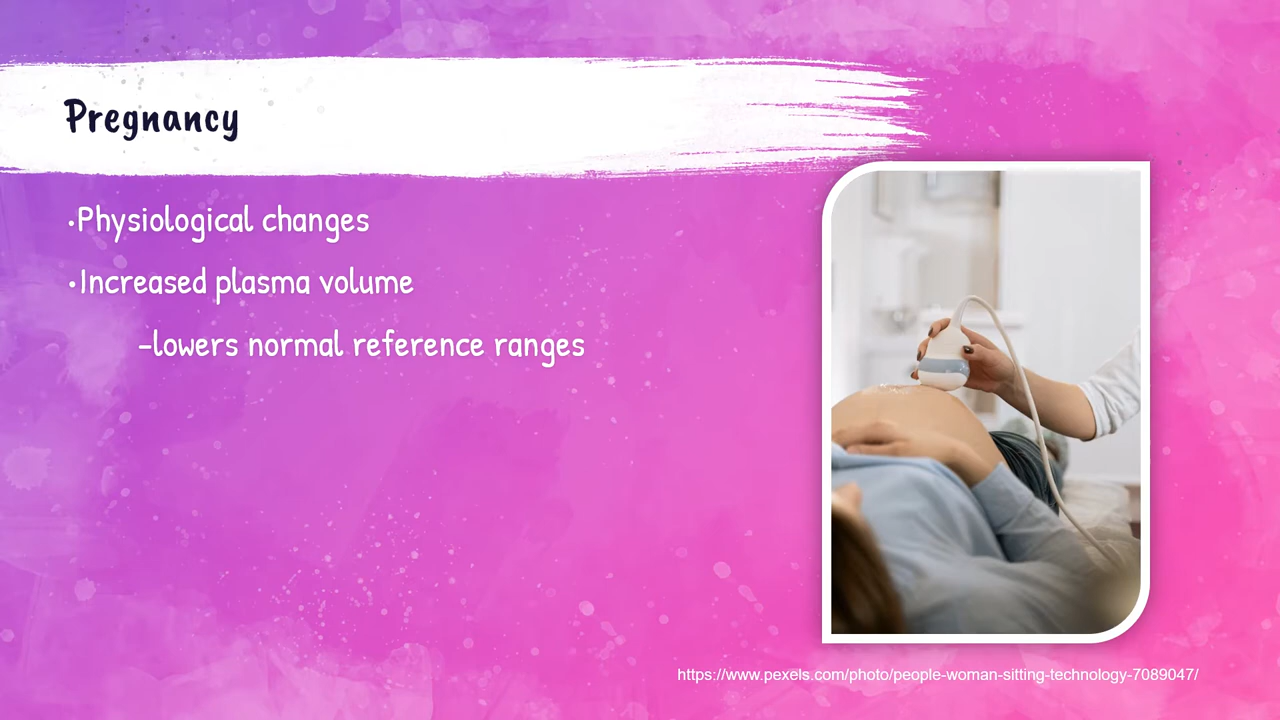 Pregnancy
•Physiological changes
•Increased plasma volume
-lowers normal reference ranges
https://www.pexels.com/photo/people-woman-sitting-technology-7089047/